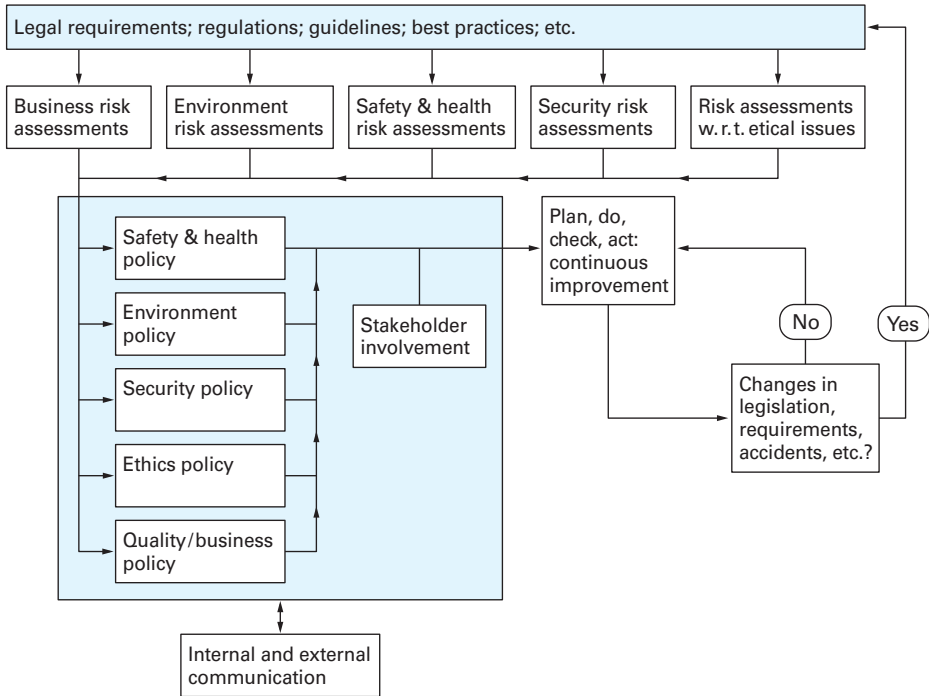 Legal requirements; regulations; guidelines; best practices; etc.
Business risk
assessments
Environment
risk assessments
Safety & health
risk assessments
Security risk
assessments
Risk assessments
w. r. t. etical issues
Safety & health
policy
Environment
policy
Security policy
Ethics policy
Quality/business
policy
Stakeholder
involvement
Plan, do,
check, act:
continuous
improvement
No
Yes
Changes in
legislation,
requirements,
accidents, etc.?
Internal and external
communication